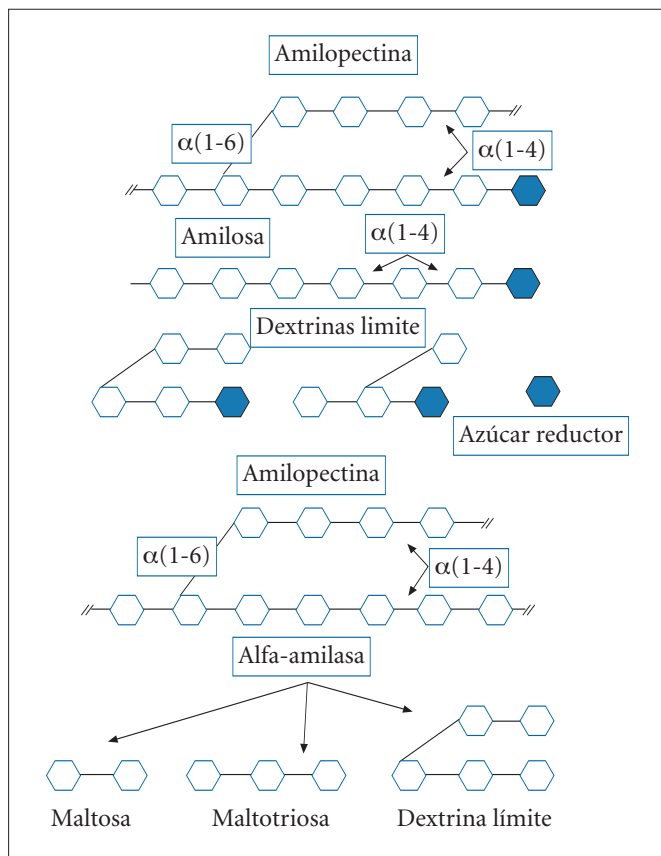 Amilopectina
α(1-6)
α(1-4)
Amilosa
α(1-4)
Dextrinas limite
Azúcar reductor
Amilopectina
α(1-6)
α(1-4)
Alfa-amilasa
Maltosa
Maltotriosa
Dextrina límite